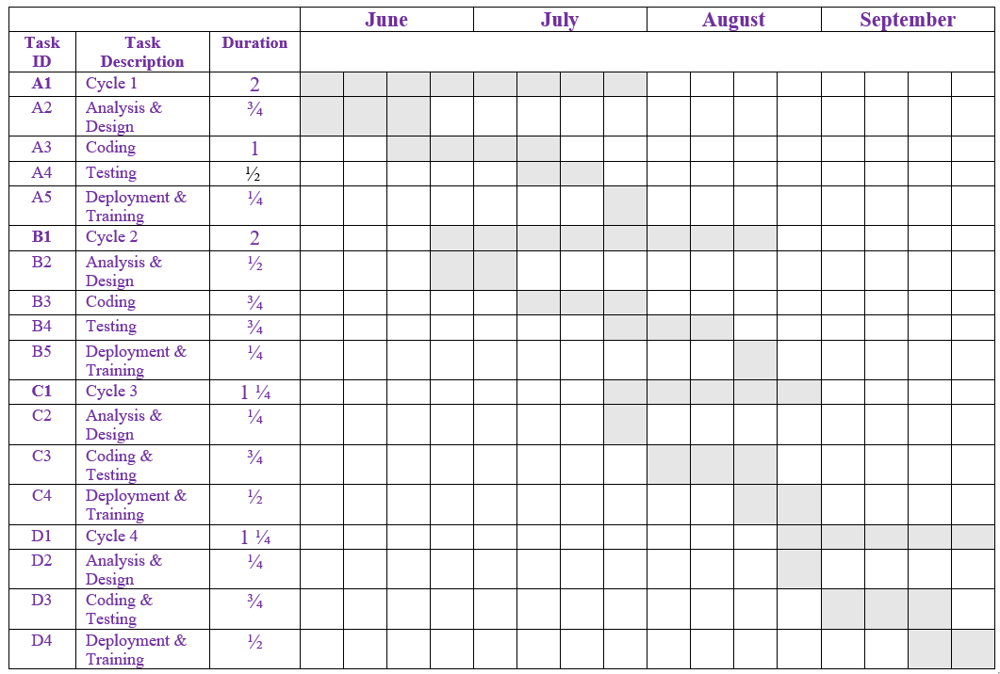 June July August September
Task ID Task Description Duration
A1 Cycle 1 2
A2 Analysis & Design ¾
A3 Coding 1
A4 Testing ½
A5 Deployment & Training ¼
B1 Cycle 2 2
B2 Analysis & Design ½
B3 Coding ¾
B4 Testing ¾
B5 Deployment & Training ¼
C1 Cycle 3 1 ¼
C2 Analysis & Design ¼
C3 Coding & Testing ¾
C4 Deployment & Training ½
D1 Cycle 4 1 ¼
D2 Analysis & Design ¼
D3 Coding & Testing ¾
D4 Deployment & Training ½